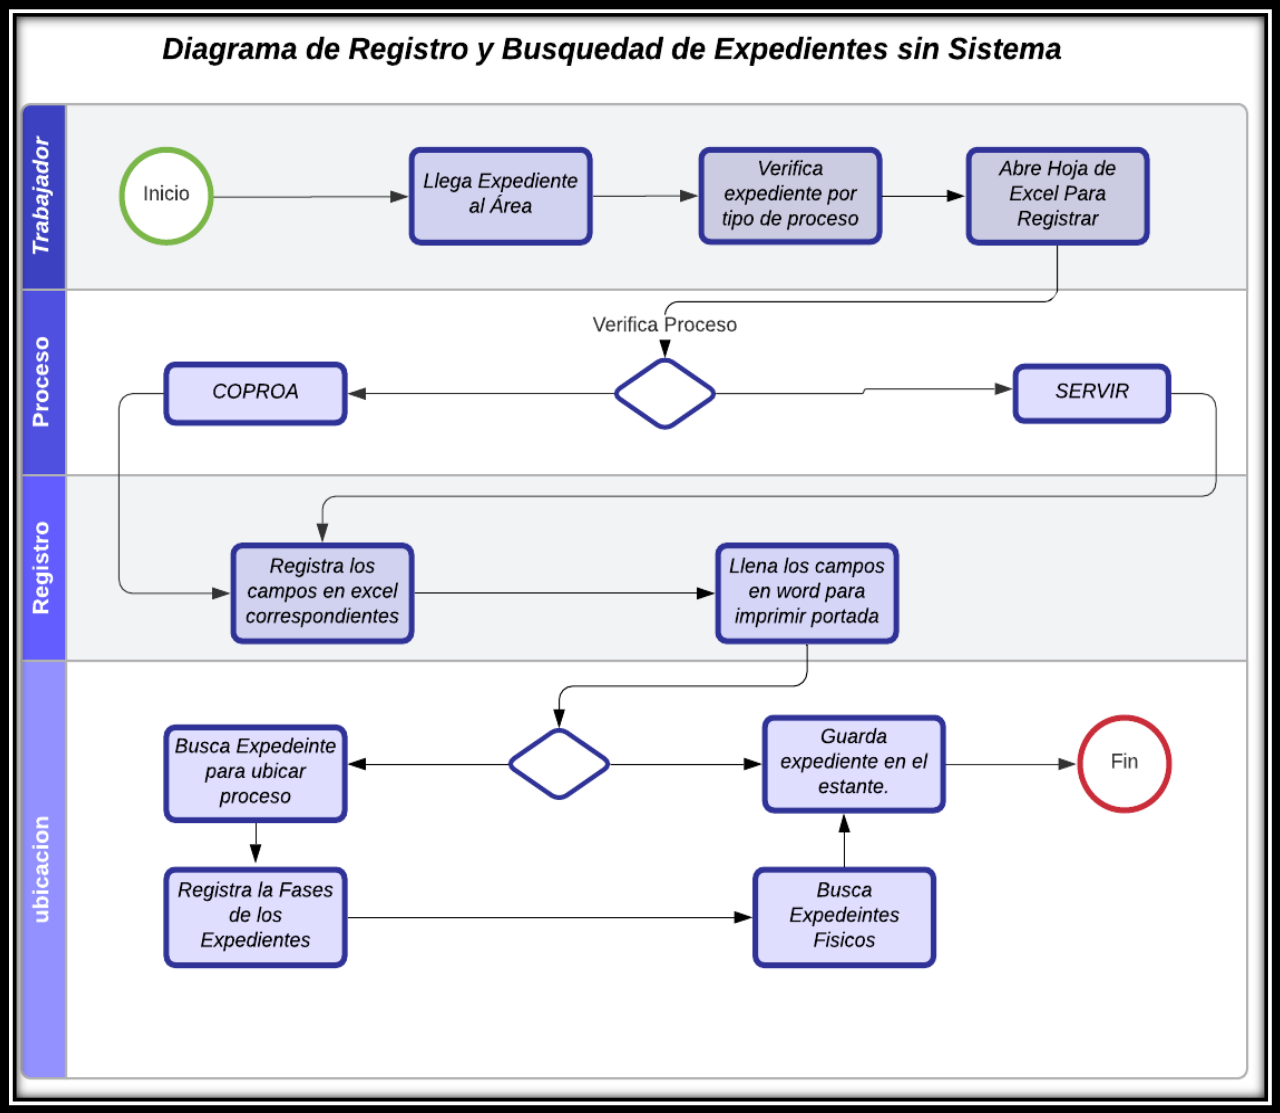 Diagrama de Registro y Busquedad de Expedientes sin Sistema
Trabajador
Inicio
Llega Expediente
al Área
Verifica
expediente por
tipo de proceso
Abre Hoja de
Excel Para
Registrar
Proceso
Verifica Proceso
COPROA
SERVIR
Registro
Registra los
campos en excel
correspondientes
Llena los campos
en word para
imprimir portada
ubicacion
Busca Expedeinte
para ubicar
proceso
Guarda
expediente en el
estante.
Fin
Registra la Fases
de los
Expedientes
Busca
Expedeintes
Fisicos